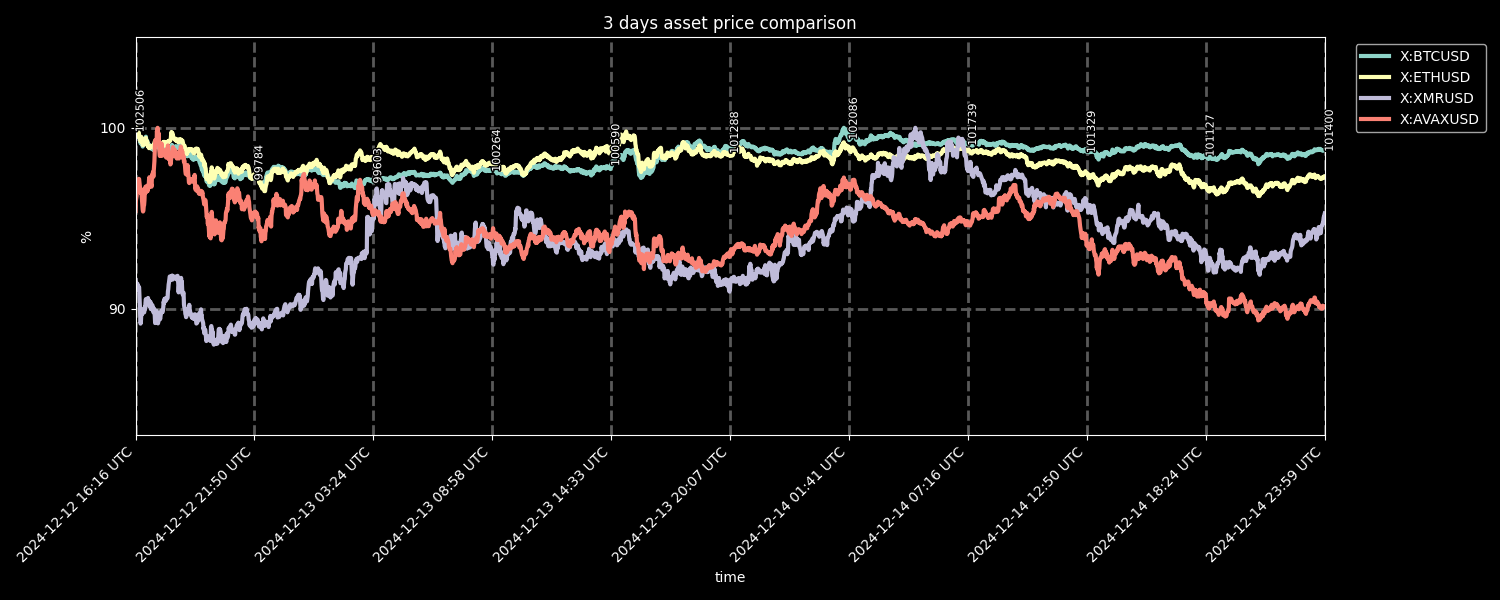 3 days asset price comparison
X:BTCUSD
X:ETHUSD
X:XMRUSD
X:AVAXUSD
100
90
%
102506
99784
99603
100264
100590
101288
102086
101739
101329
101127
101400
2024-12-12 16:16 UTC
2024-12-12 21:50 UTC
2024-12-13 03:24 UTC
2024-12-13 08:58 UTC
2024-12-13 14:33 UTC
2024-12-13 20:07 UTC
2024-12-14 01:41 UTC
2024-12-14 07:16 UTC
2024-12-14 12:50 UTC
2024-12-14 18:24 UTC
2024-12-14 23:59 UTC
time